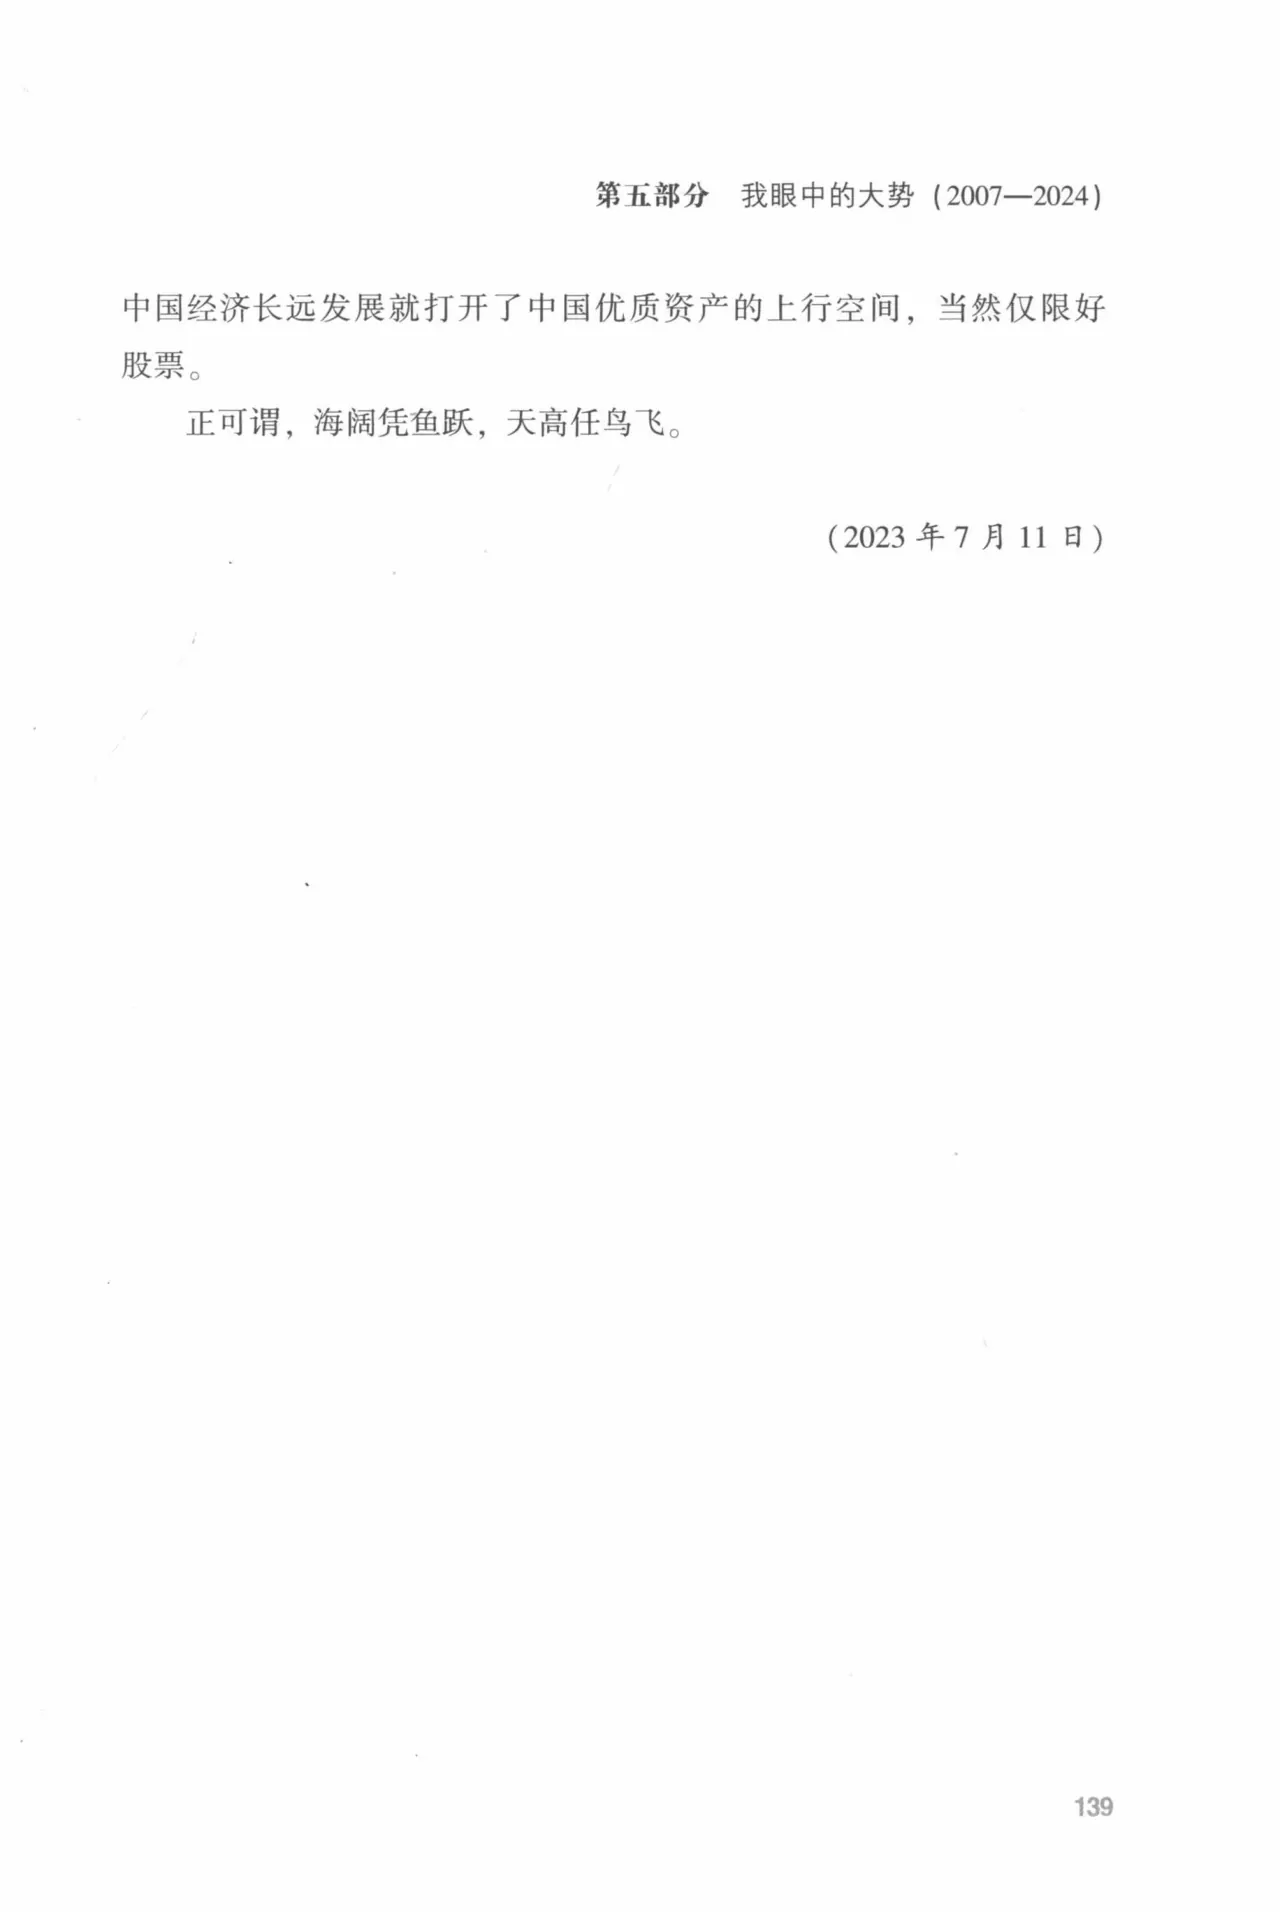 第五部分 我眼中的大势（2007—2024）
中国经济长远发展就打开了中国优质资产的上行空间，当然仅限好
股票。
正可谓，海阔凭鱼跃，天高任鸟飞。
（2023 年 7 月 11 日）
139